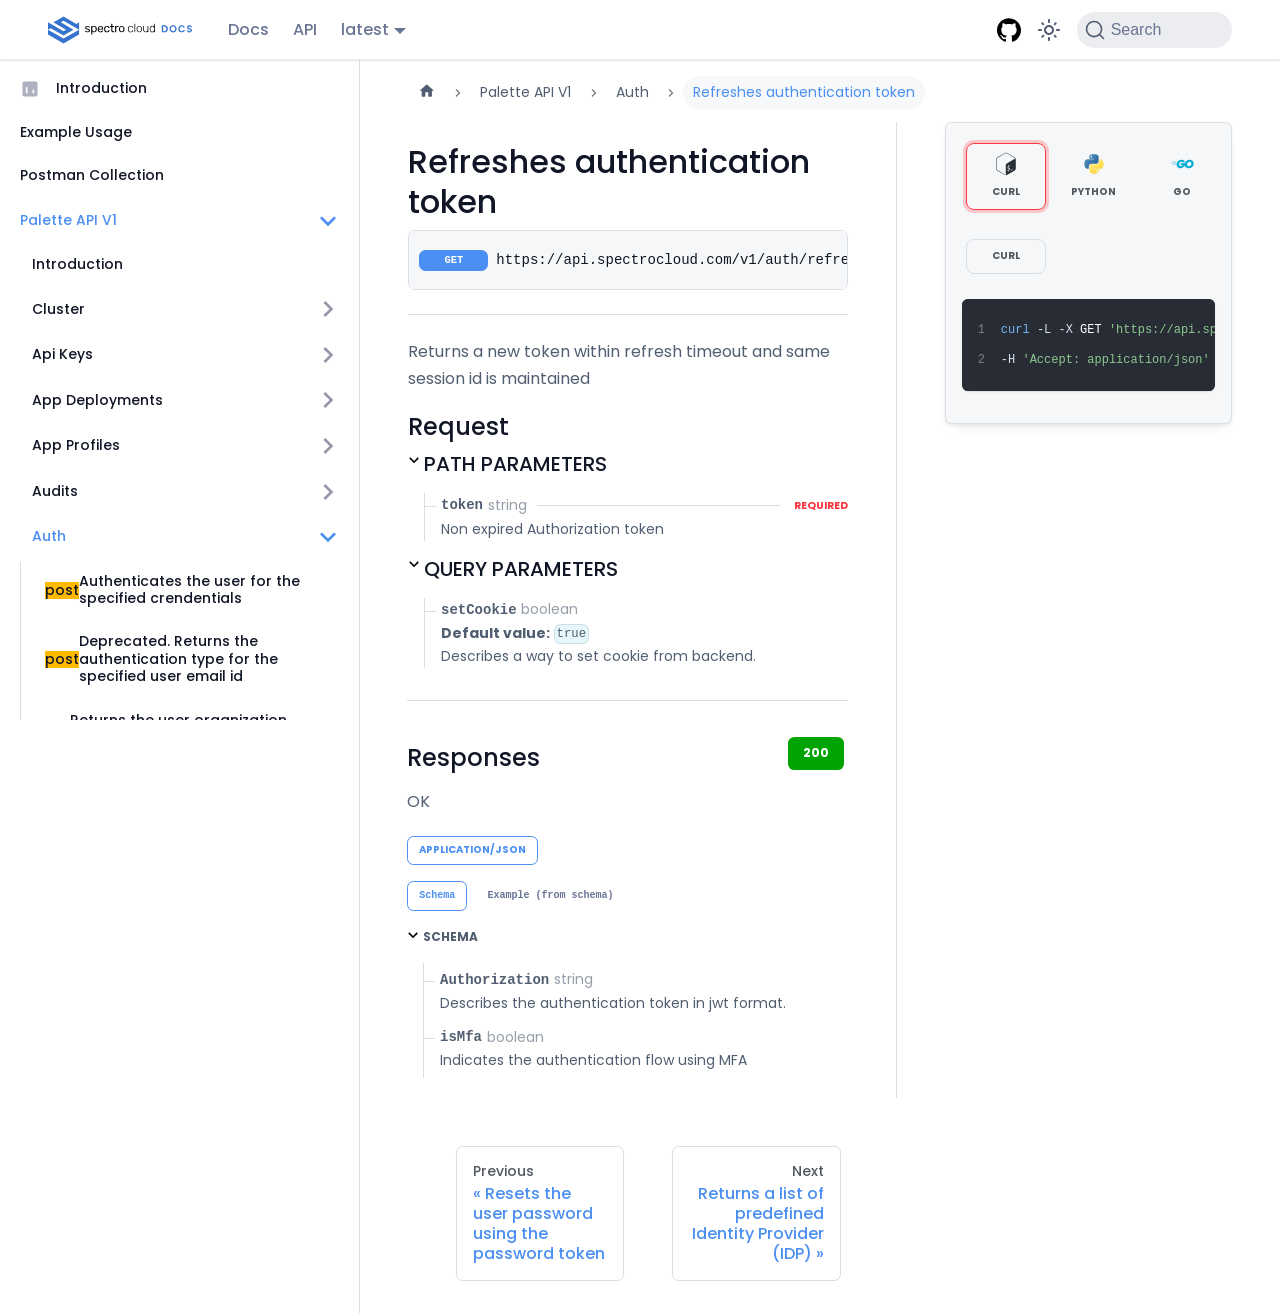 spectro cloud DOCS
Docs
API
latest
Search
Introduction
Example Usage
Postman Collection
Palette API V1
Introduction
Cluster
Api Keys
App Deployments
App Profiles
Audits
Auth
post Authenticates the user for the
specified crendentials
post Deprecated. Returns the
authentication type for the
specified user email id
Returns the user organization
Palette API V1
Auth
Refreshes authentication token
Refreshes authentication
token
GET https://api.spectrocloud.com/v1/auth/refre
Returns a new token within refresh timeout and same
session id is maintained
Request
PATH PARAMETERS
token string REQUIRED
Non expired Authorization token
QUERY PARAMETERS
setCookie boolean
Default value: true
Describes a way to set cookie from backend.
Responses
200
OK
APPLICATION/JSON
Schema
Example (from schema)
SCHEMA
Authorization string
Describes the authentication token in jwt format.
isMfa boolean
Indicates the authentication flow using MFA
CURL
PYTHON
GO
GO
CURL
1 curl -L -X GET 'https://api.sp
2 -H 'Accept: application/json'
Previous
« Resets the
user password
using the
password token
Next
Returns a list of
predefined
Identity Provider
(IDP) »